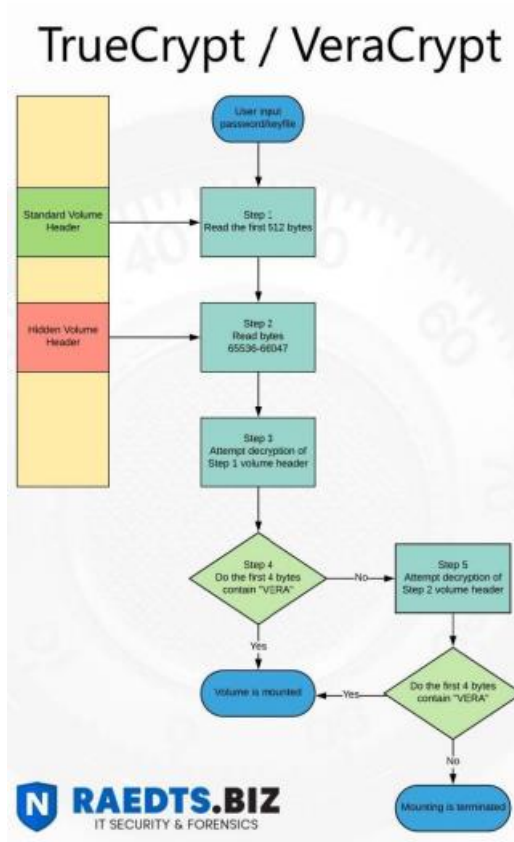 TrueCrypt / VeraCrypt
User input
password/keyfile
Standard Volume
Header
Step 1
Read the first 512 bytes
Hidden Volume
Header
Step 2
Read bytes
65536-66047
Step 3
Attempt decryption of
Step 1 volume header
Step 4
Do the first 4 bytes
contain "VERA"
No
Step 5
Attempt decryption of
Step 2 volume header
Yes
Volume is mounted
Yes
Do the first 4 bytes
contain "VERA"
No
Mounting is terminated
N
RAEDTS.BIZ
IT SECURITY & FORENSICS
40
60